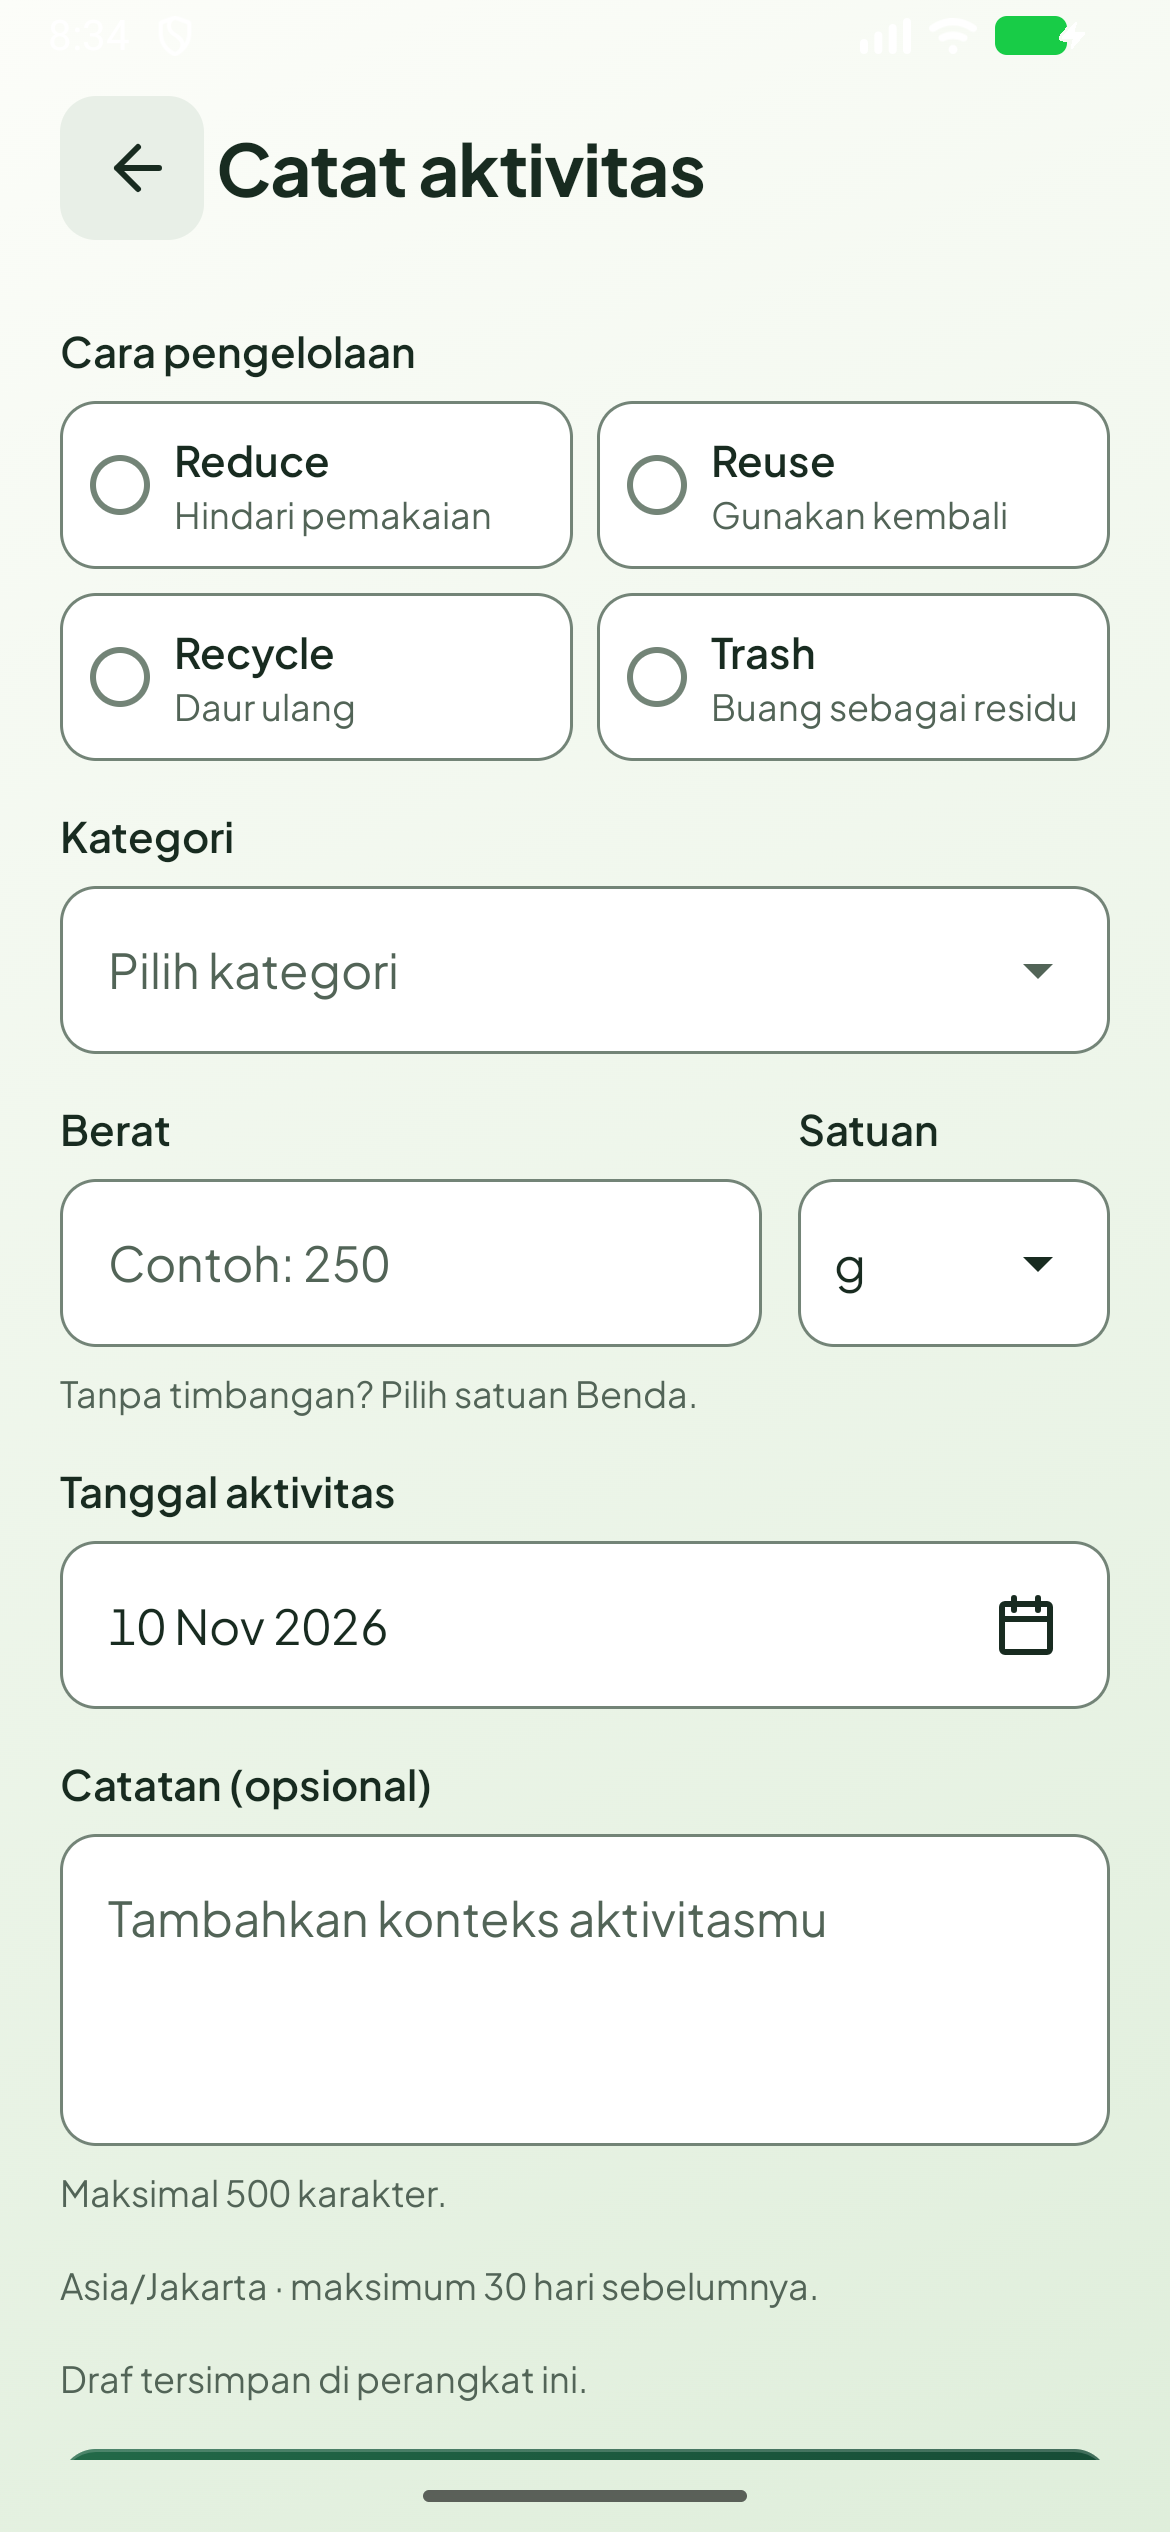 8:34
Catat aktivitas
Cara pengelolaan
Reduce
Hindari pemakaian
Reuse
Gunakan kembali
Recycle
Daur ulang
Trash
Buang sebagai residu
Kategori
Pilih kategori
Berat
Satuan
Contoh: 250
g
Tanpa timbangan? Pilih satuan Benda.
Tanggal aktivitas
10 Nov 2026
Catatan (opsional)
Tambahkan konteks aktivitasmu
Maksimal 500 karakter.
Asia/Jakarta · maksimum 30 hari sebelumnya.
Draf tersimpan di perangkat ini.